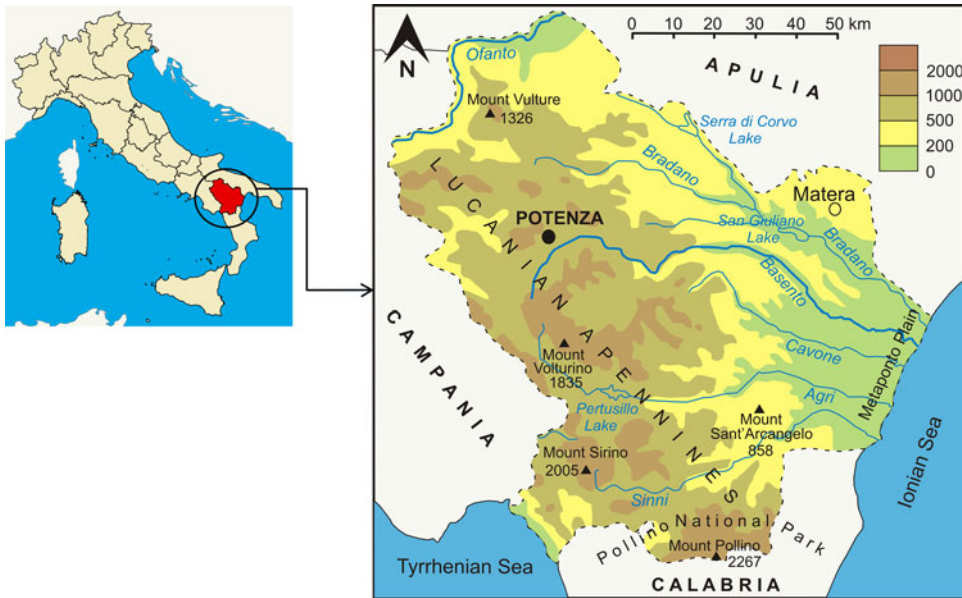 N
0 10 20 30 40 50 km
2000
1000
500
200
0
APULIA
Ofanto
Mount Vulture
1326
Serra di Corvo
Lake
Bradano
Matera
LUCANIAN APENNINES
POTENZA
San Giuliano
Lake
Bradano
Basento
CAMPANIA
Mount
Volturino
1835
Cavone
Metaponto Plain
Agri
Pertusillo
Lake
Mount
Sant'Arcangelo
858
Mount Sirino
2005
Sinni
Ionian Sea
Pollino National Park
Mount Pollino
2267
Tyrrhenian Sea
CALABRIA